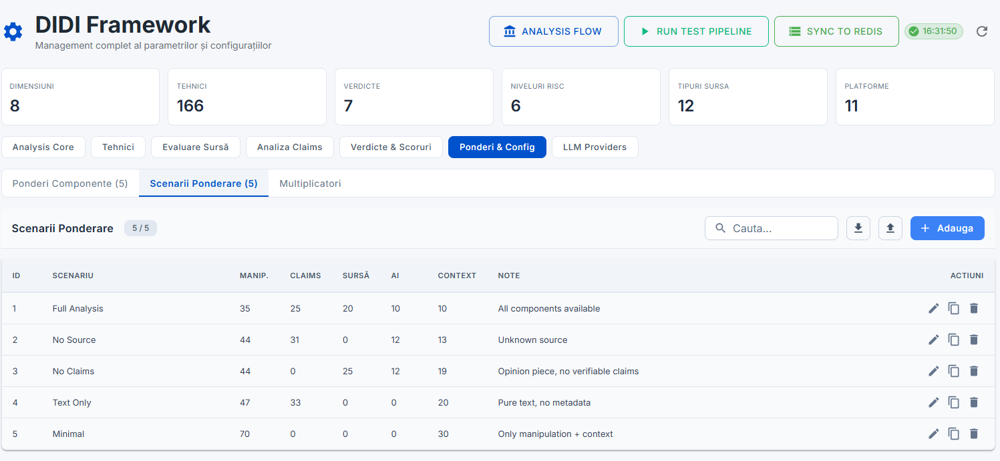 DIDI Framework
Management complet al parametrilor și configurațiilor
ANALYSIS FLOW
RUN TEST PIPELINE
SYNC TO REDIS
16:31:50
DIMENSIUNI
8
TEHNICI
166
VERDICTE
7
NIVELURI RISC
6
TIPURI SURSA
12
PLATFORME
11
Analysis Core
Tehnici
Evaluare Sursă
Analiza Claims
Verdicte & Scoruri
Ponderi & Config
LLM Providers
Ponderi Componente (5)
Scenarii Ponderare (5)
Multiplicatori
Scenarii Ponderare
5 / 5
Cauta...
+ Adauga
ID SCENARIU MANIP. CLAIMS SURSĂ AI CONTEXT NOTE ACTIUNI
1 Full Analysis 35 25 20 10 10 All components available
2 No Source 44 31 0 12 13 Unknown source
3 No Claims 44 0 25 12 19 Opinion piece, no verifiable claims
4 Text Only 47 33 0 0 20 Pure text, no metadata
5 Minimal 70 0 0 0 30 Only manipulation + context